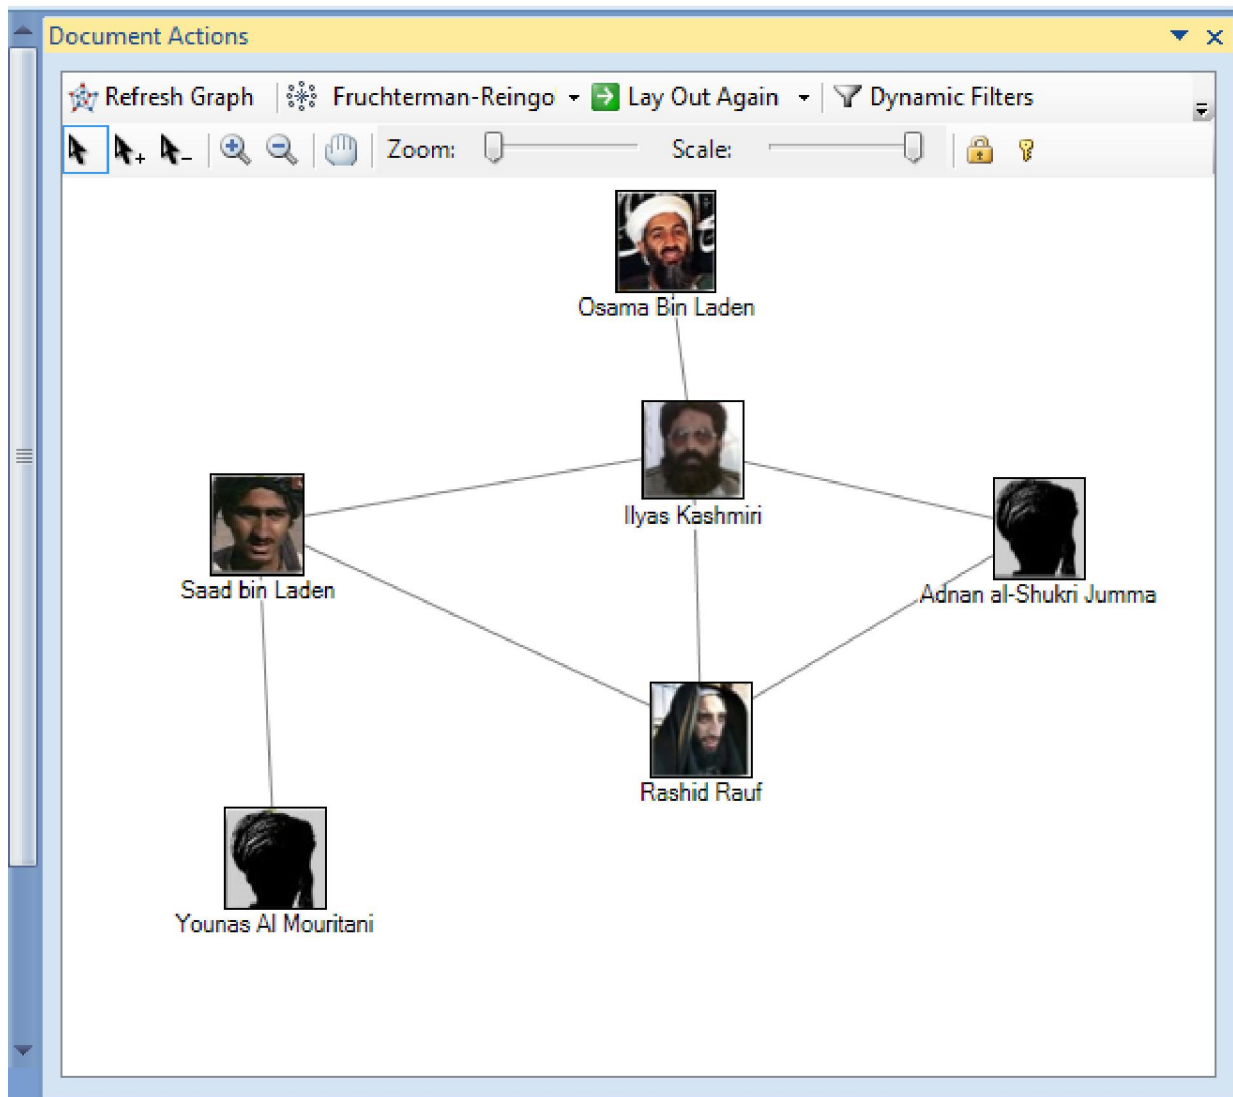 Document Actions
Refresh Graph Fruchterman-Reingo Lay Out Again Dynamic Filters
Zoom: Scale:
Osama Bin Laden
Ilyas Kashmiri
Saad bin Laden
Adnan al-Shukri Jumma
Rashid Rauf
Younas Al Mouritani